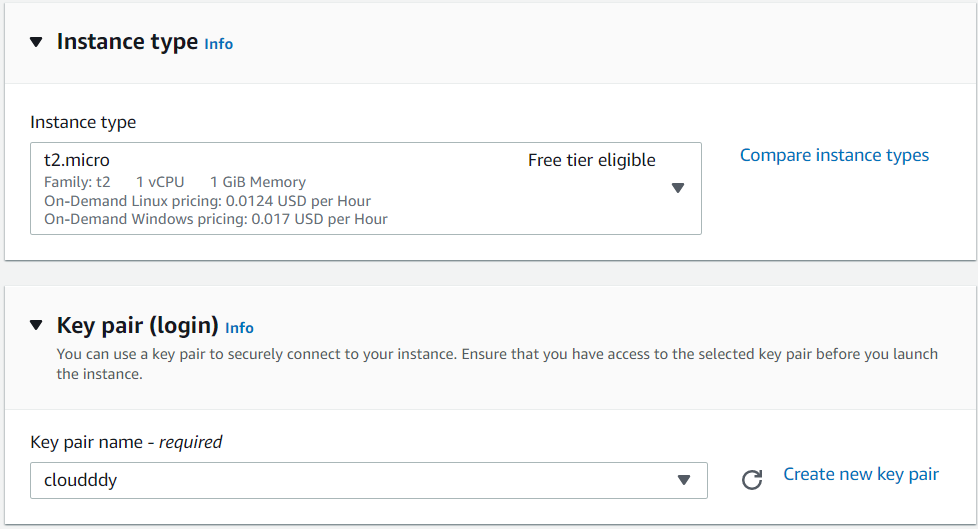 Instance type Info
Instance type
t2.micro Free tier eligible
Family: t2 1 vCPU 1 GiB Memory
On-Demand Linux pricing: 0.0124 USD per Hour
On-Demand Windows pricing: 0.017 USD per Hour
Compare instance types
Key pair (login) Info
You can use a key pair to securely connect to your instance. Ensure that you have access to the selected key pair before you launch
the instance.
Key pair name - required
cloudddy
Create new key pair